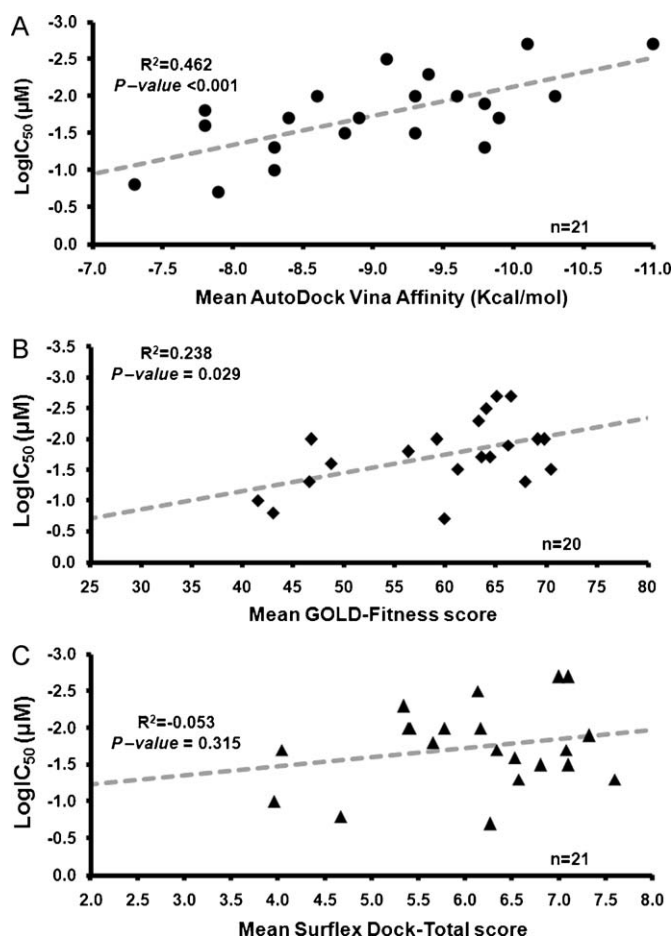 A
R²=0.462
P–value <0.001
LogIC₅₀ (µM)
-3.5
-3.0
-2.5
-2.0
-1.5
-1.0
-0.5
0.0
n=21
-7.0 -7.5 -8.0 -8.5 -9.0 -9.5 -10.0 -10.5 -11.0
Mean AutoDock Vina Affinity (Kcal/mol)
B
R²=0.238
P–value = 0.029
LogIC₅₀ (µM)
-3.5
-3.0
-2.5
-2.0
-1.5
-1.0
-0.5
0.0
n=20
25 30 35 40 45 50 55 60 65 70 75 80
Mean GOLD-Fitness score
C
R²=-0.053
P–value = 0.315
LogIC₅₀ (µM)
-3.0
-2.5
-2.0
-1.5
-1.0
-0.5
0.0
n=21
2.0 2.5 3.0 3.5 4.0 4.5 5.0 5.5 6.0 6.5 7.0 7.5 8.0
Mean Surflex Dock-Total score